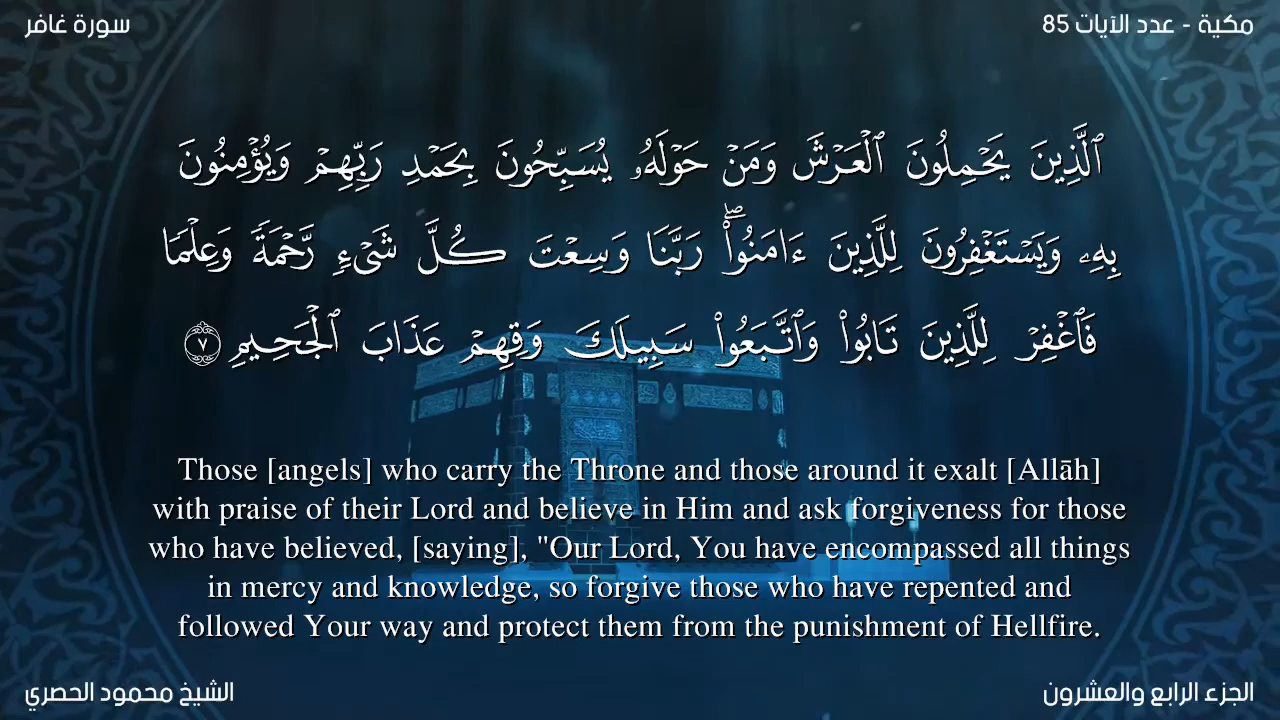 سورة غافر
مكية - عدد الآيات 85
ٱلَّذِينَ يَحْمِلُونَ ٱلْعَرْشَ وَمَنْ حَوْلَهُۥ يُسَبِّحُونَ بِحَمْدِ رَبِّهِمْ وَيُؤْمِنُونَ
بِهِۦ وَيَسْتَغْفِرُونَ لِلَّذِينَ ءَامَنُوا۟ۖ رَبَّنَا وَسِعْتَ كُلَّ شَىْءٍ رَّحْمَةً وَعِلْمًا
فَٱغْفِرْ لِلَّذِينَ تَابُوا۟ وَٱتَّبَعُوا۟ سَبِيلَكَ وَقِهِمْ عَذَابَ ٱلْجَحِيمِ ٧
Those [angels] who carry the Throne and those around it exalt [Allāh]
with praise of their Lord and believe in Him and ask forgiveness for those
who have believed, [saying], "Our Lord, You have encompassed all things
in mercy and knowledge, so forgive those who have repented and
followed Your way and protect them from the punishment of Hellfire.
الشيخ محمود الحصري
الجزء الرابع والعشرون